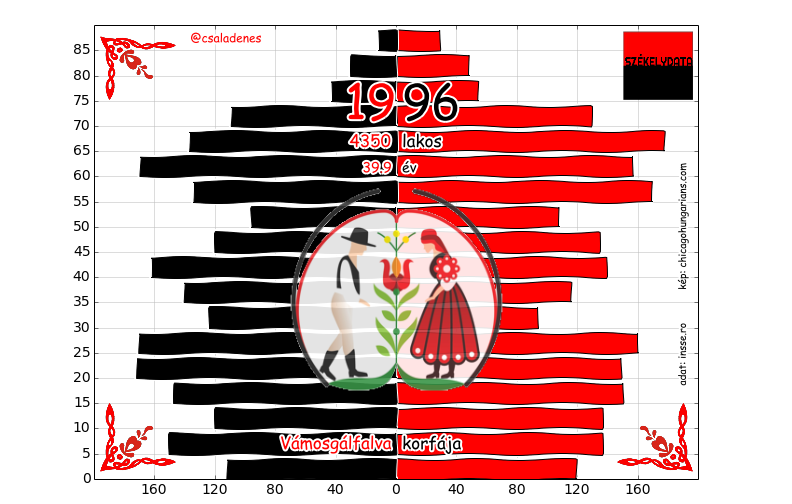 @csaladenes
SZÉKELYDATA
1996
4350 lakos
39.9 év
kép: chicagohungarians.com
adat: insse.ro
Vámosgálfalva korfája
85
80
75
70
65
60
55
50
45
40
35
30
25
20
15
10
5
0
160 120 80 40 0 40 80 120 160